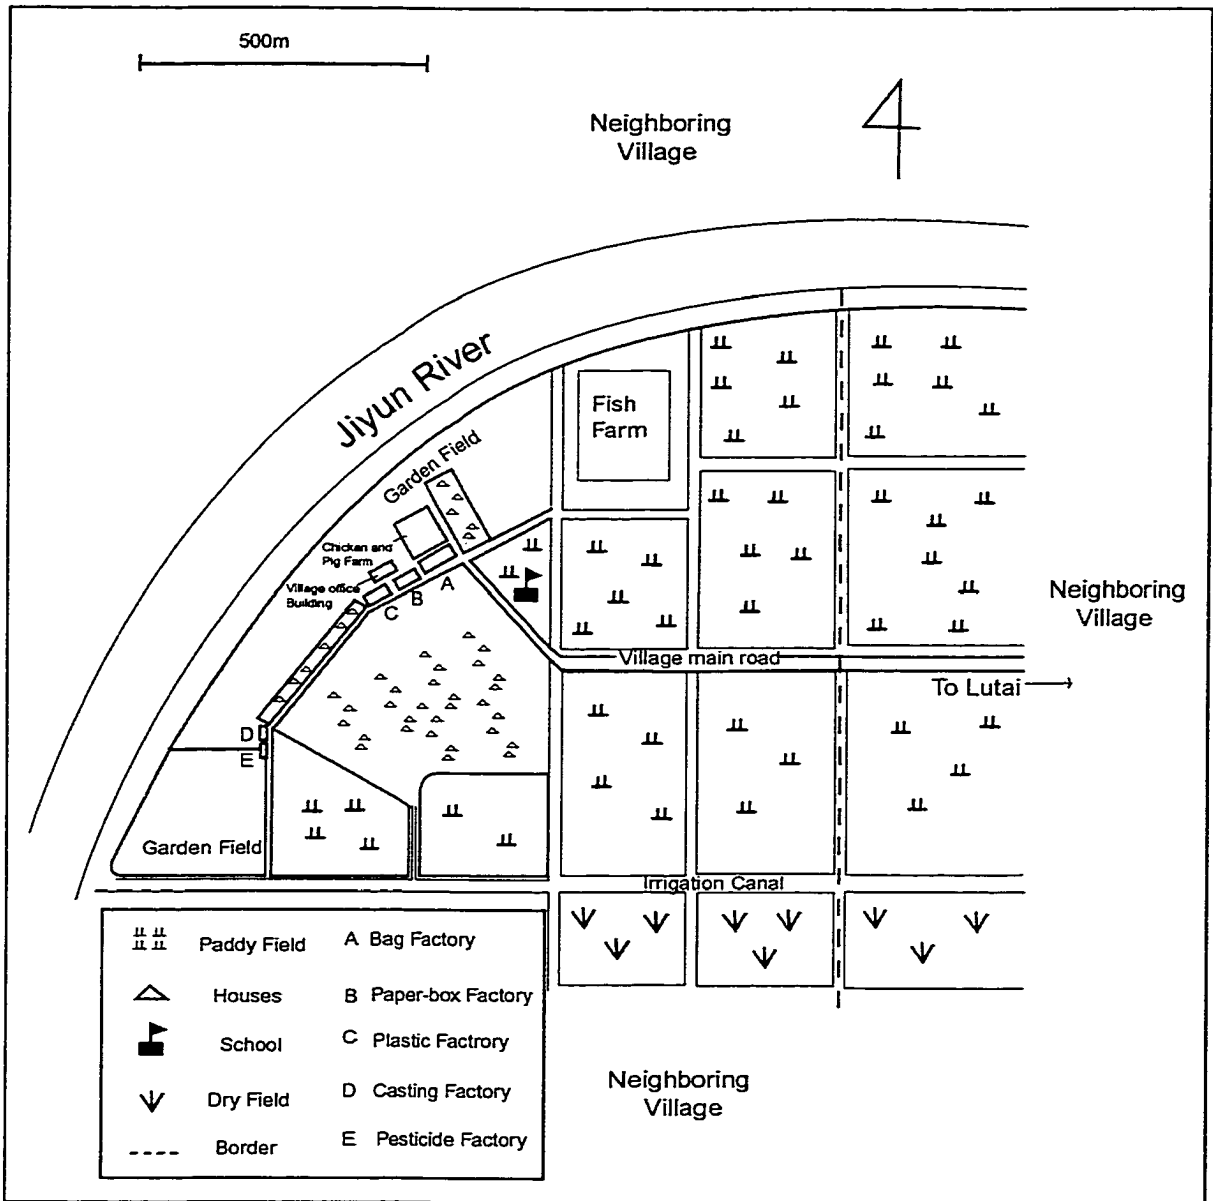 500m
Neighboring
Village
Jiyun River
Fish
Farm
Garden Field
Chicken and
Pig Farm
Village office
Building
A
B
C
Neighboring
Village
Village main road
To Lutai
D
E
Garden Field
Irrigation Canal
Paddy Field
A Bag Factory
Houses
B Paper-box Factory
School
C Plastic Factrory
Dry Field
D Casting Factory
Border
E Pesticide Factory
Neighboring
Village